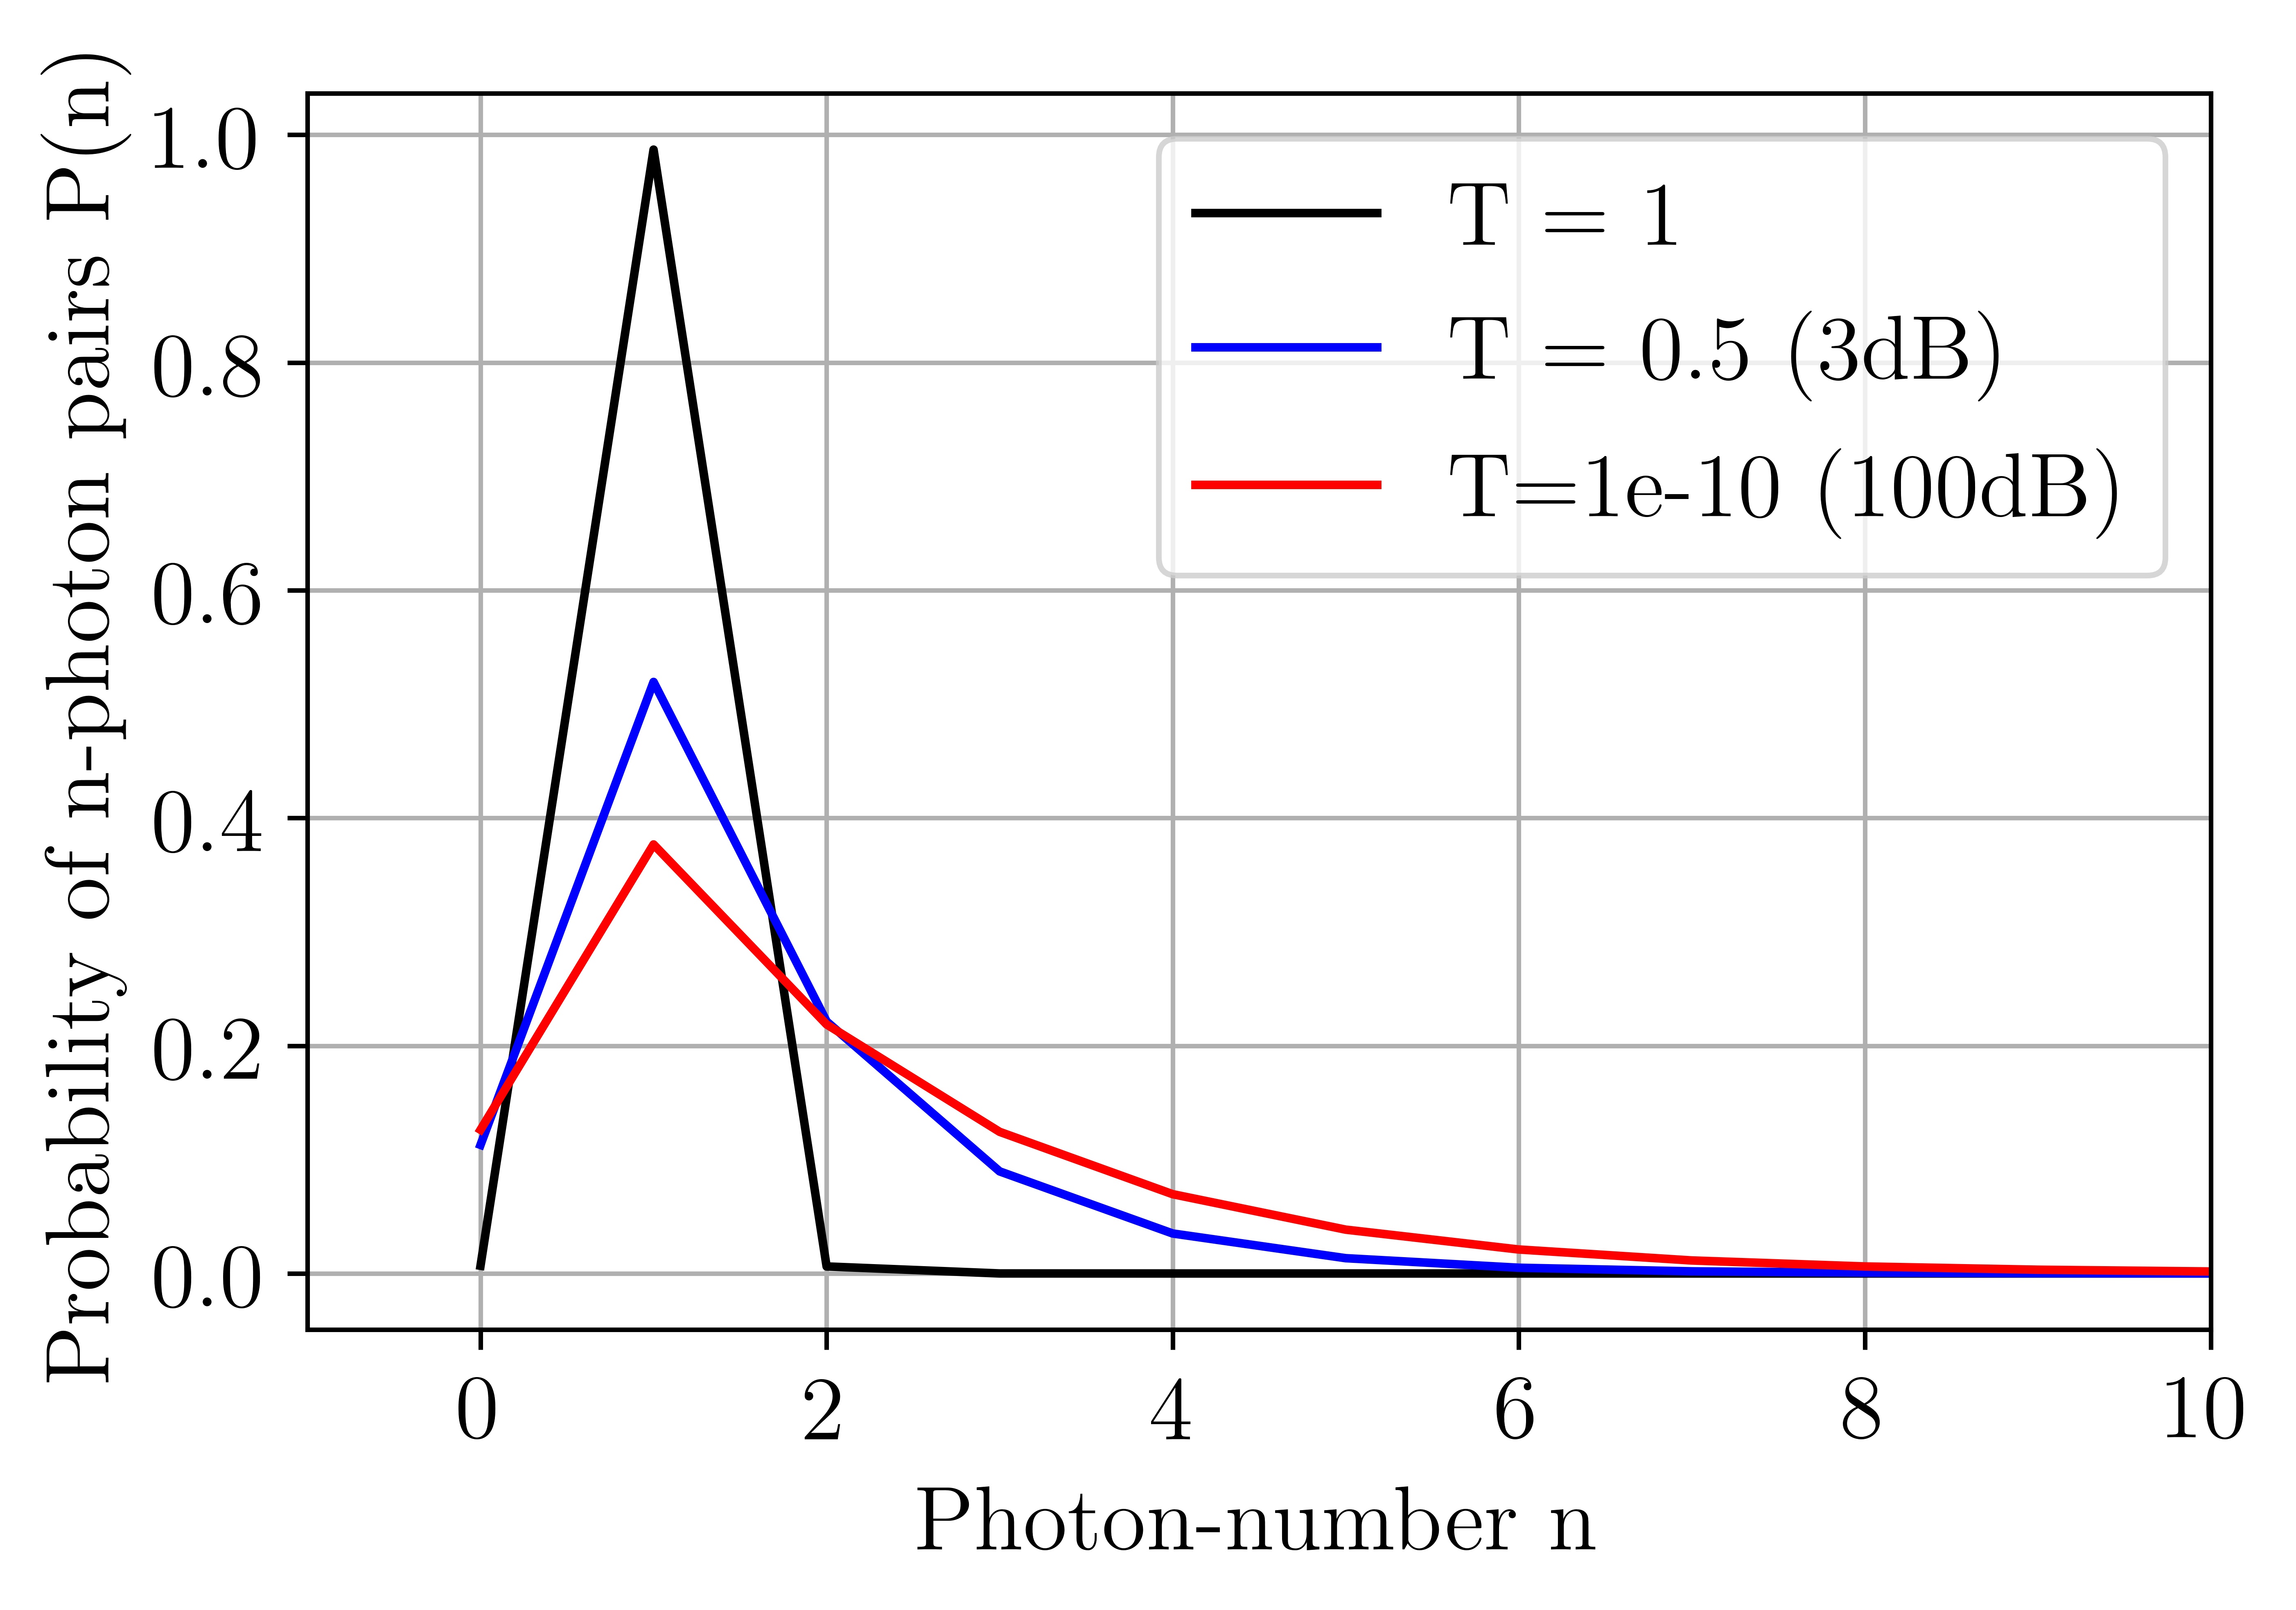 Probability of n-photon pairs P(n)
1.0
0.8
0.6
0.4
0.2
0.0
T = 1
T = 0.5 (3dB)
T=1e-10 (100dB)
0 2 4 6 8 10
Photon-number n